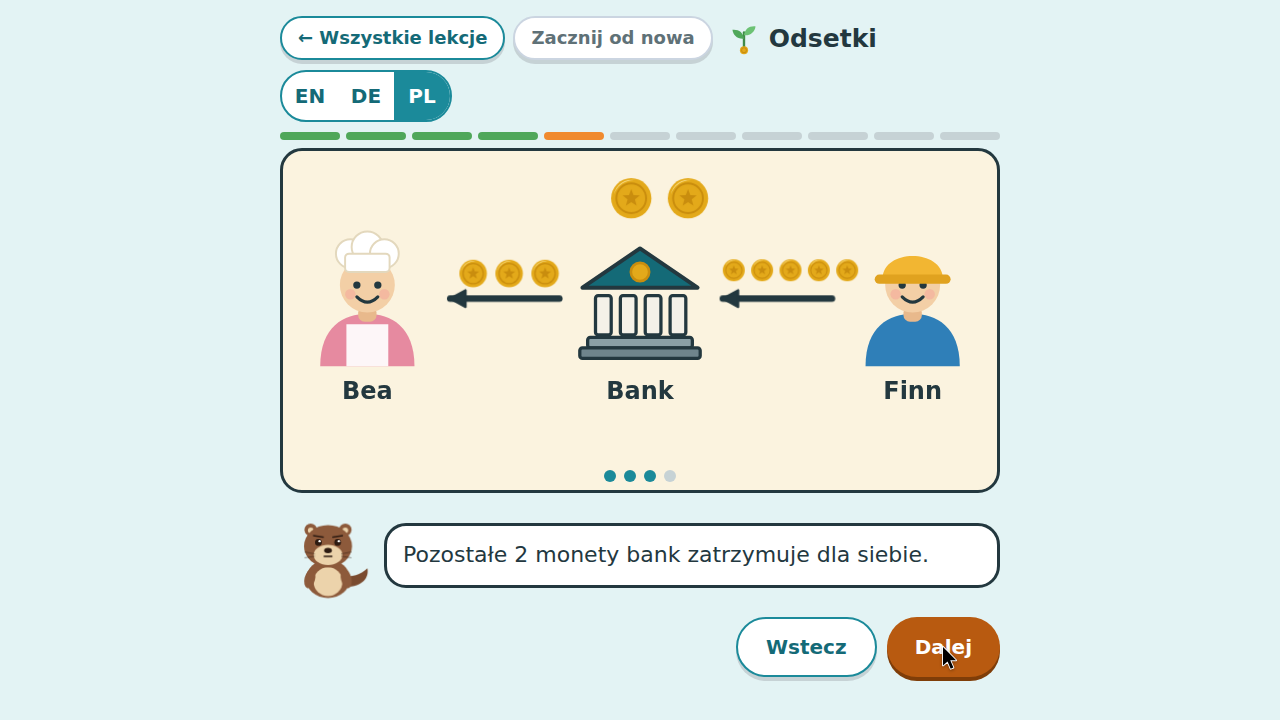 ← Wszystkie lekcje
Zacznij od nowa
Odsetki
EN DE PL
Bea
Bank
Finn
Pozostałe 2 monety bank zatrzymuje dla siebie.
Wstecz
Dalej